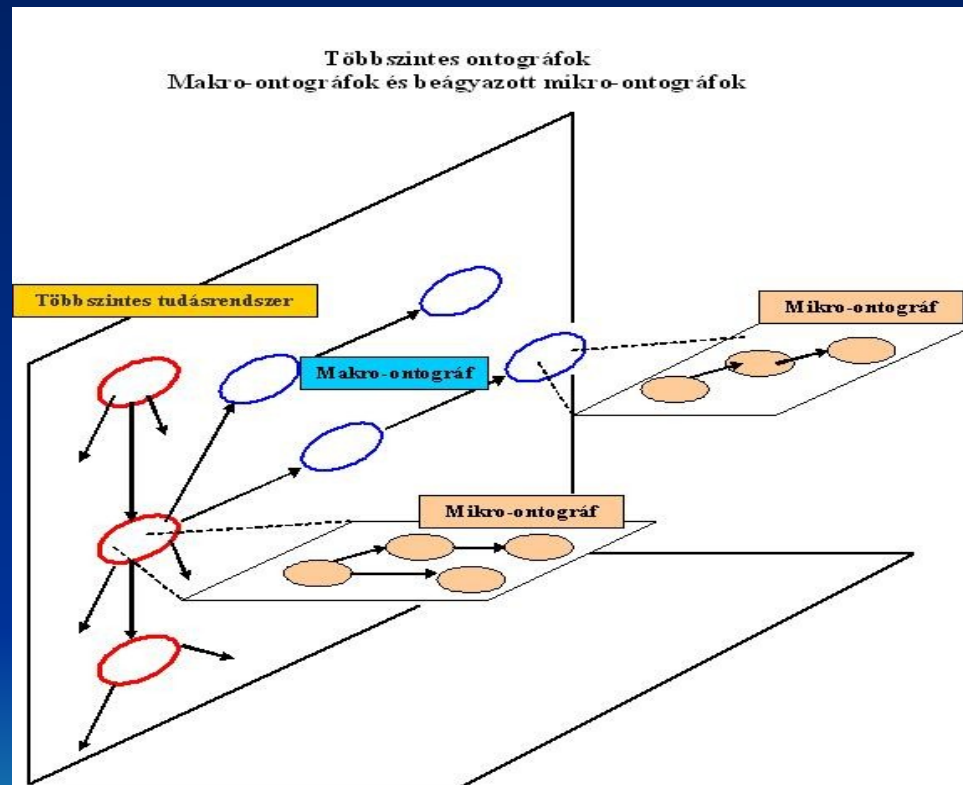 Többszintes ontográfok
Makro-ontográfok és beágyazott mikro-ontográfok
Többszintes tudásrendszer
Mikro-ontográf
Makro-ontográf
Mikro-ontográf